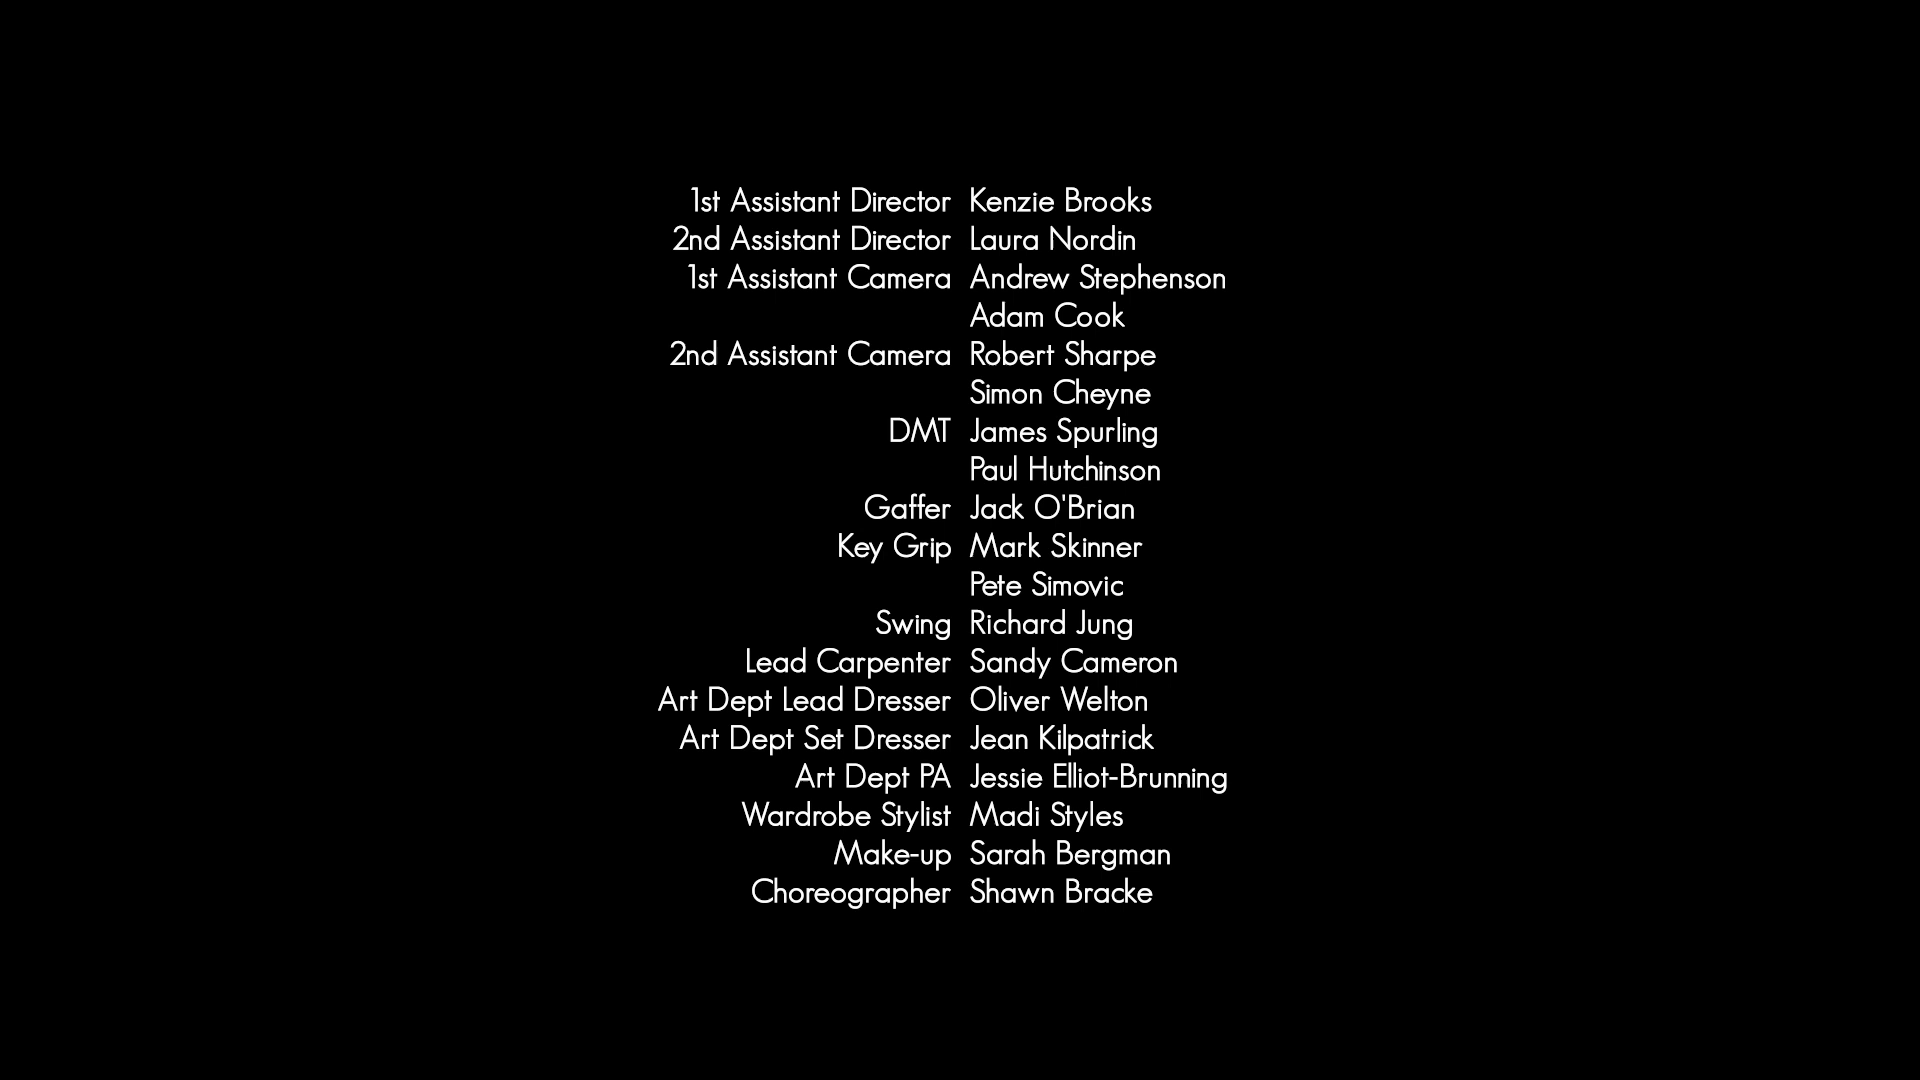 1st Assistant Director Kenzie Brooks
2nd Assistant Director Laura Nordin
1st Assistant Camera Andrew Stephenson
Adam Cook
2nd Assistant Camera Robert Sharpe
Simon Cheyne
DMT James Spurling
Paul Hutchinson
Gaffer Jack O'Brian
Key Grip Mark Skinner
Pete Simovic
Swing Richard Jung
Lead Carpenter Sandy Cameron
Art Dept Lead Dresser Oliver Welton
Art Dept Set Dresser Jean Kilpatrick
Art Dept PA Jessie Elliot-Brunning
Wardrobe Stylist Madi Styles
Make-up Sarah Bergman
Choreographer Shawn Bracke